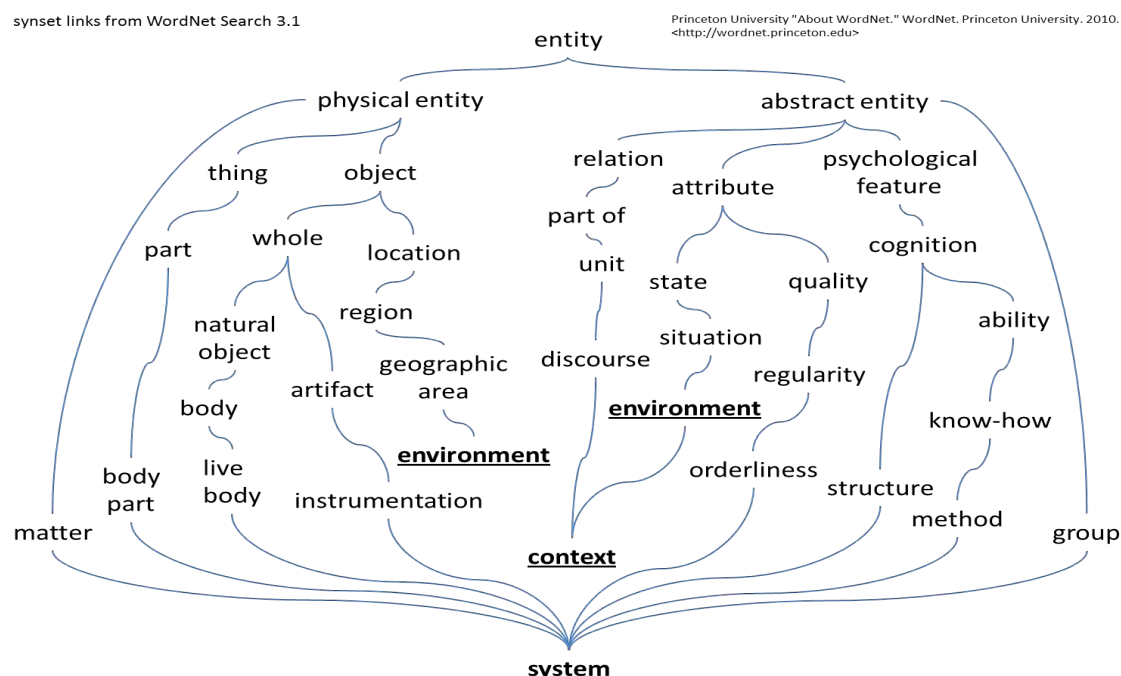 synset links from WordNet Search 3.1
Princeton University "About WordNet." WordNet. Princeton University. 2010.
<http://wordnet.princeton.edu>
entity
physical entity
abstract entity
thing
object
relation
attribute
psychological
feature
part
whole
location
part of
unit
state
quality
cognition
natural
object
region
geographic
area
artifact
discourse
situation
regularity
ability
body
environment
environment
know-how
body
part
live
body
instrumentation
orderliness
structure
method
matter
context
group
system